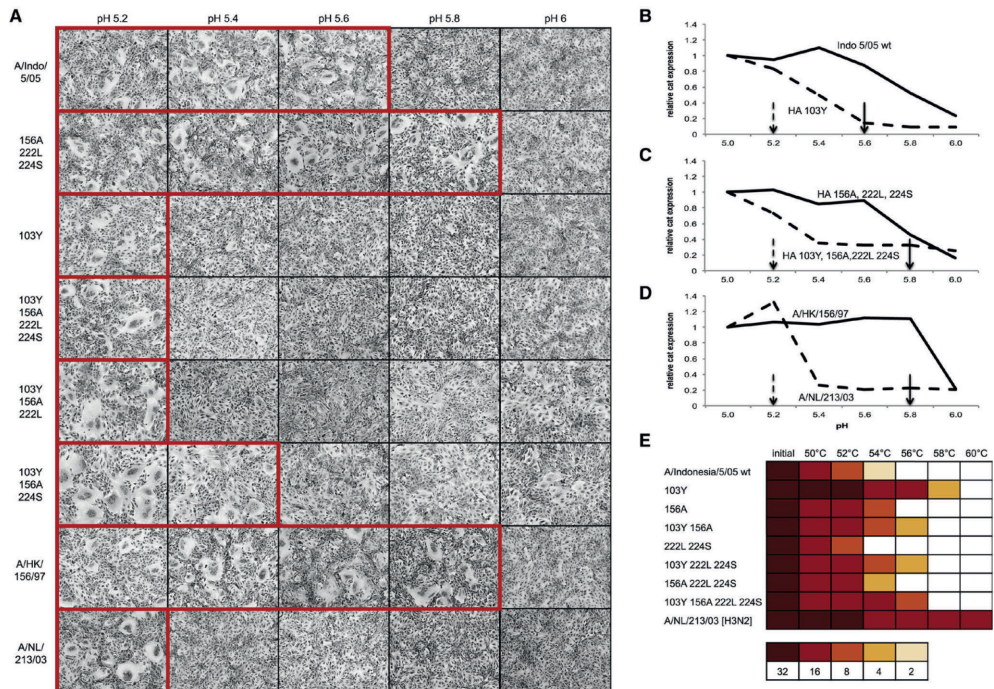 A
pH 5.2 pH 5.4 pH 5.6 pH 5.8 pH 6
A/Indo/
5/05
156A
222L
224S
103Y
103Y
156A
222L
224S
103Y
156A
222L
103Y
156A
224S
A/HK/
156/97
A/NL/
213/03
B
relative cat expression
1.4
1.2
1
0.8
0.6
0.4
0.2
0
Indo 5/05 wt
HA 103Y
5.0 5.2 5.4 5.6 5.8 6.0
C
relative cat expression
1.4
1.2
1
0.8
0.6
0.4
0.2
0
HA 156A, 222L, 224S
HA 103Y, 156A,222L 224S
5.0 5.2 5.4 5.6 5.8 6.0
D
relative cat expression
1.4
1.2
1
0.8
0.6
0.4
0.2
0
A/HK/156/97
A/NL/213/03
5.0 5.2 5.4 5.6 5.8 6.0
pH
E
initial 50°C 52°C 54°C 56°C 58°C 60°C
A/Indonesia/5/05 wt
103Y
156A
103Y 156A
222L 224S
103Y 222L 224S
156A 222L 224S
103Y 156A 222L 224S
A/NL/213/03 [H3N2]
32 16 8 4 2